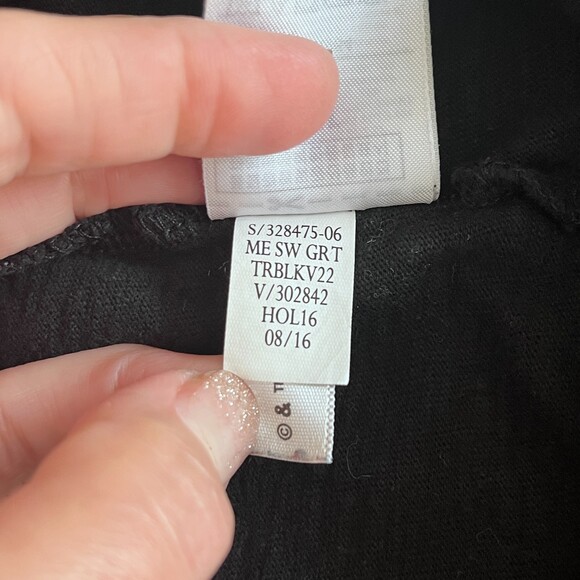 S/328475-06
ME SW GRT
TRBLKV22
V/302842
HOL16
08/16
© &